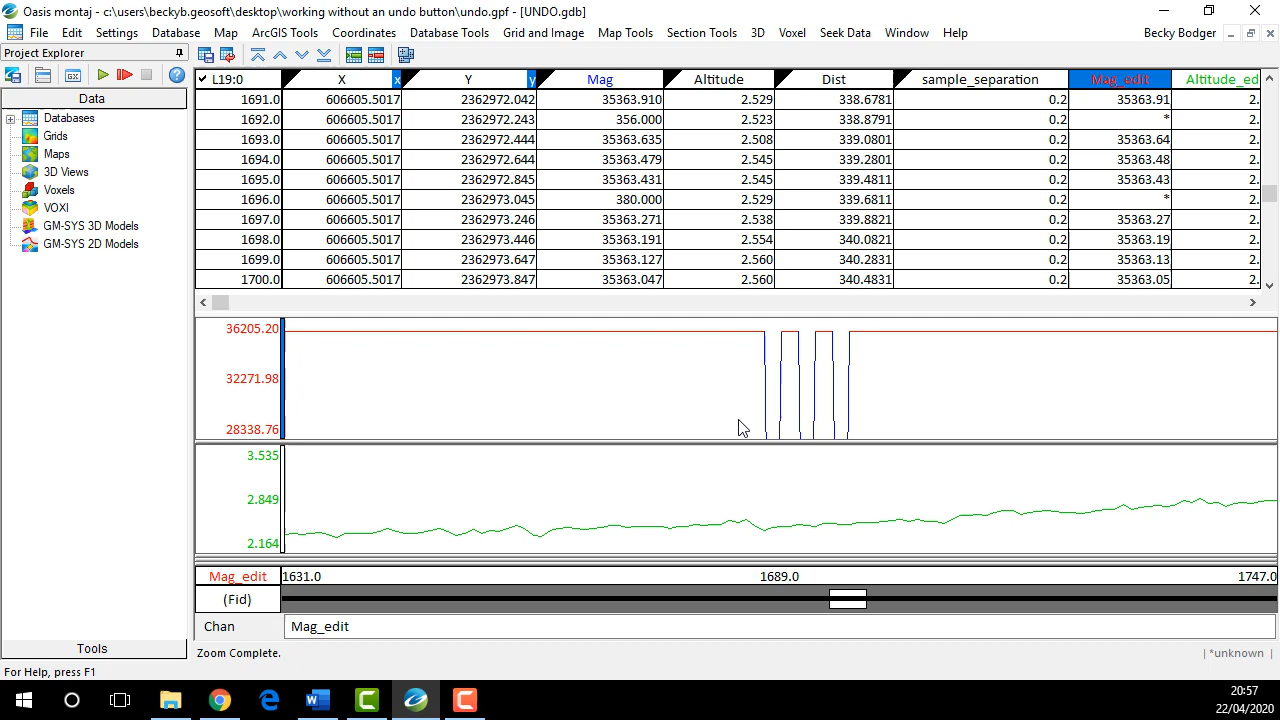 Oasis montaj - c:\users\beckyb.geosoft\desktop\working without an undo button\undo.gpf - [UNDO.gdb]
File Edit Settings Database Map ArcGIS Tools Coordinates Database Tools Grid and Image Map Tools Section Tools 3D Voxel Seek Data Window Help Becky Bodger
Project Explorer
Data
Databases
Grids
Maps
3D Views
Voxels
VOXI
GM-SYS 3D Models
GM-SYS 2D Models
Tools
L19:0 X x Y y Mag Altitude Dist sample_separation Mag_edit Altitude_ed
1691.0 606605.5017 2362972.042 35363.910 2.529 338.6781 0.2 35363.91 2.
1692.0 606605.5017 2362972.243 356.000 2.523 338.8791 0.2 * 2.
1693.0 606605.5017 2362972.444 35363.635 2.508 339.0801 0.2 35363.64 2.
1694.0 606605.5017 2362972.644 35363.479 2.545 339.2801 0.2 35363.48 2.
1695.0 606605.5017 2362972.845 35363.431 2.545 339.4811 0.2 35363.43 2.
1696.0 606605.5017 2362973.045 380.000 2.529 339.6811 0.2 * 2.
1697.0 606605.5017 2362973.246 35363.271 2.538 339.8821 0.2 35363.27 2.
1698.0 606605.5017 2362973.446 35363.191 2.554 340.0821 0.2 35363.19 2.
1699.0 606605.5017 2362973.647 35363.127 2.560 340.2831 0.2 35363.13 2.
1700.0 606605.5017 2362973.847 35363.047 2.560 340.4831 0.2 35363.05 2.
36205.20
32271.98
28338.76
3.535
2.849
2.164
Mag_edit 1631.0 1689.0 1747.0
(Fid)
Chan Mag_edit
Zoom Complete. |*unknown |
For Help, press F1
20:57
22/04/2020